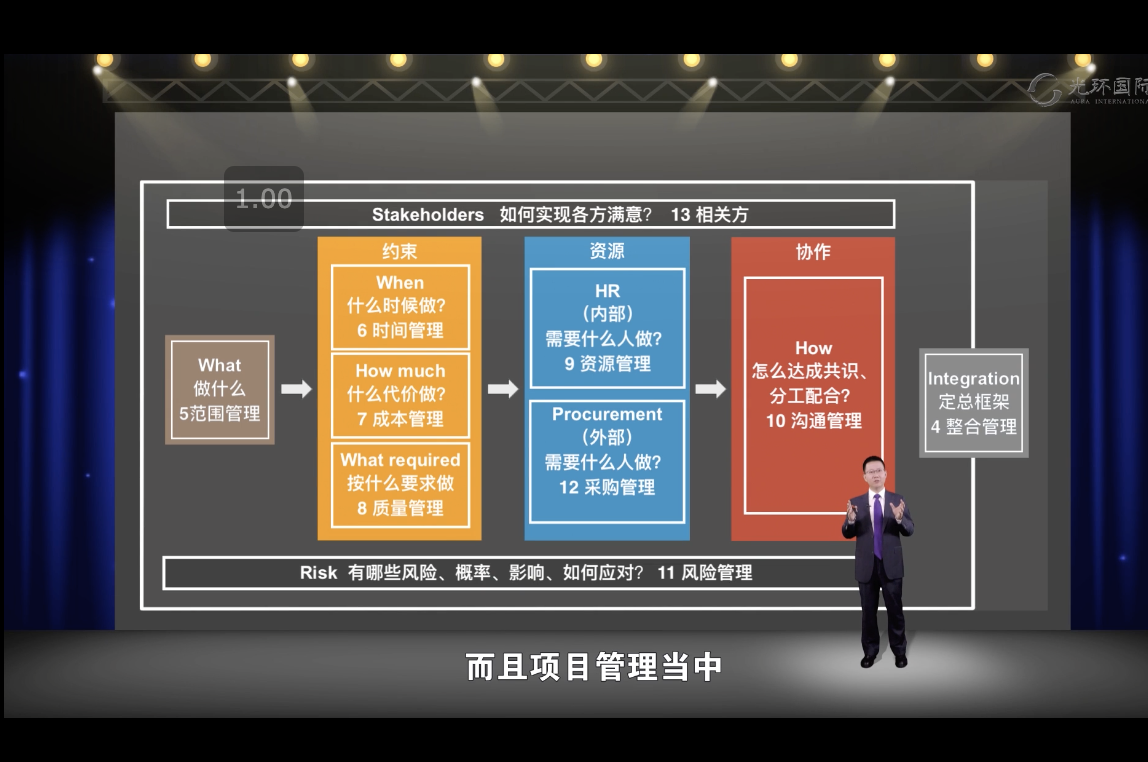 光环国际
AURA INTERNATIONAL
1.00
Stakeholders 如何实现各方满意? 13 相关方
What
做什么
5范围管理
约束
When
什么时候做?
6 时间管理
How much
什么代价做?
7 成本管理
What required
按什么要求做
8 质量管理
资源
HR
（内部）
需要什么人做?
9 资源管理
Procurement
（外部）
需要什么人做?
12 采购管理
协作
How
怎么达成共识、
分工配合?
10 沟通管理
Integration
定总框架
4 整合管理
Risk 有哪些风险、概率、影响、如何应对? 11 风险管理
而且项目管理当中